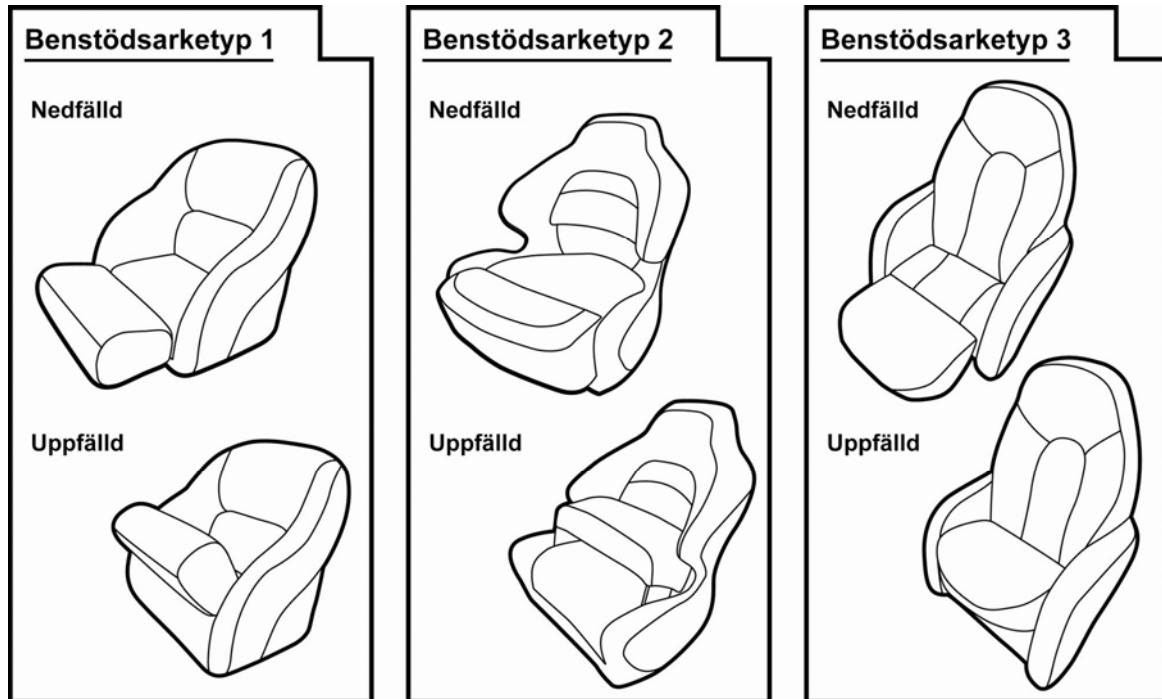 Benstödsarketyp 1
Nedfälld
Uppfälld
Benstödsarketyp 2
Nedfälld
Uppfälld
Benstödsarketyp 3
Nedfälld
Uppfälld